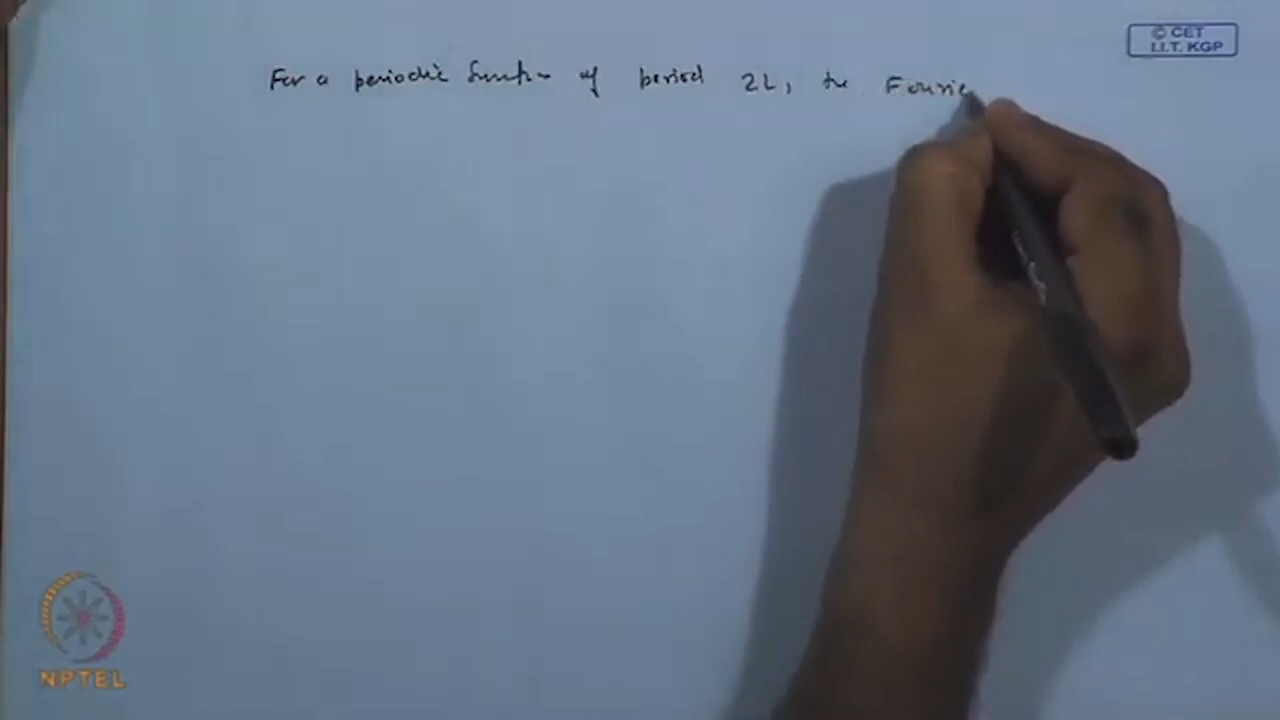 © CET
I.I.T. KGP
For a periodic function of period 2L, the Fourie
NPTEL